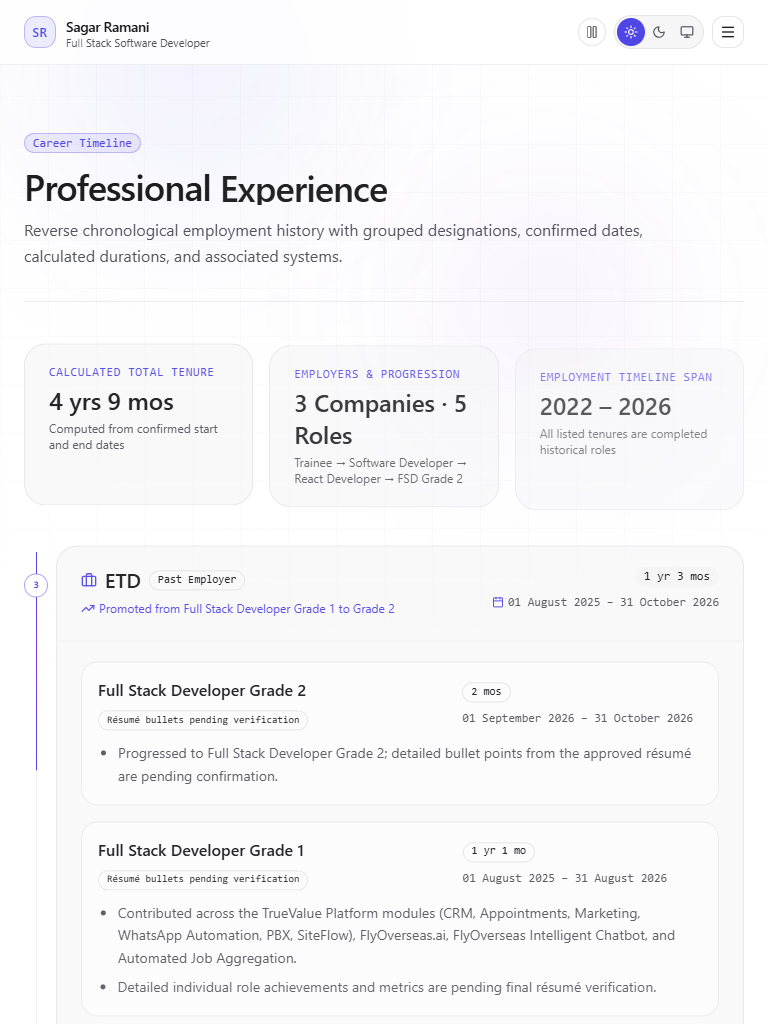 SR
Sagar Ramani
Full Stack Software Developer
Career Timeline
Professional Experience
Reverse chronological employment history with grouped designations, confirmed dates,
calculated durations, and associated systems.
CALCULATED TOTAL TENURE
4 yrs 9 mos
Computed from confirmed start
and end dates
EMPLOYERS & PROGRESSION
3 Companies · 5
Roles
Trainee → Software Developer →
React Developer → FSD Grade 2
EMPLOYMENT TIMELINE SPAN
2022 – 2026
All listed tenures are completed
historical roles
3
ETD
Past Employer
Promoted from Full Stack Developer Grade 1 to Grade 2
1 yr 3 mos
01 August 2025 – 31 October 2026
Full Stack Developer Grade 2
Résumé bullets pending verification
2 mos
01 September 2026 – 31 October 2026
Progressed to Full Stack Developer Grade 2; detailed bullet points from the approved résumé
are pending confirmation.
Full Stack Developer Grade 1
Résumé bullets pending verification
1 yr 1 mo
01 August 2025 – 31 August 2026
Contributed across the TrueValue Platform modules (CRM, Appointments, Marketing,
WhatsApp Automation, PBX, SiteFlow), FlyOverseas.ai, FlyOverseas Intelligent Chatbot, and
Automated Job Aggregation.
Detailed individual role achievements and metrics are pending final résumé verification.